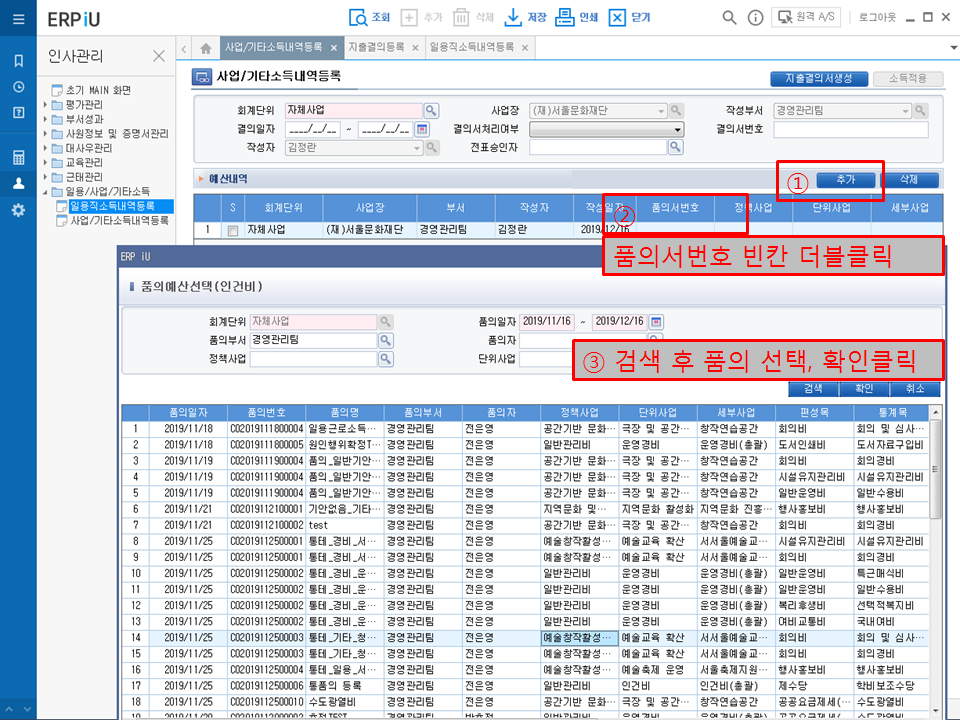 ERP iU
조회 추가 삭제 저장 인쇄 닫기 원격 A/S 로그아웃
인사관리
사업/기타소득내역등록 지출결의등록 일용직소득내역등록
초기 MAIN 화면
평가관리
부서성과
사원정보 및 증명서관리
대사우관리
교육관리
근태관리
일용/사업/기타소득
일용직소득내역등록
사업/기타소득내역등록
사업/기타소득내역등록
지출결의서생성 소득적용
회계단위 자체사업 사업장 (재)서울문화재단 작성부서 경영관리팀
결의일자 ____/__/__ ~ ____/__/__ 결의서처리여부 결의서번호
작성자 김정란 전표승인자
예산내역 ① 추가 삭제
S 회계단위 사업장 부서 작성자 작성일자 ② 품의서번호 정책사업 단위사업 세부사업
1 자체사업 (재)서울문화재단 경영관리팀 김정란 2019/12/16
품의서번호 빈칸 더블클릭
ERP iU
품의예산선택(인건비)
회계단위 자체사업 품의일자 2019/11/16 ~ 2019/12/16
품의부서 경영관리팀 품의자
정책사업 단위사업
③ 검색 후 품의 선택, 확인클릭
검색 확인 취소
품의일자 품의번호 품의명 품의부서 품의자 정책사업 단위사업 세부사업 편성목 통계목
1 2019/11/18 CO2019111800004 일용근로소득… 경영관리팀 전은영 공간기반 문화… 극장 및 공간… 창작연습공간 회의비 회의 및 심사…
2 2019/11/18 CO2019111800005 원인행위확정T… 경영관리팀 전은영 일반관리비 운영경비 운영경비(총괄) 도서인쇄비 도서자료구입비
3 2019/11/19 CO2019111900004 품의_일반기안… 경영관리팀 전은영 공간기반 문화… 극장 및 공간… 창작연습공간 회의비 회의경비
4 2019/11/19 CO2019111900004 품의_일반기안… 경영관리팀 전은영 공간기반 문화… 극장 및 공간… 창작연습공간 시설유지관리비 시설유지관리비
5 2019/11/19 CO2019111900004 품의_일반기안… 경영관리팀 전은영 공간기반 문화… 극장 및 공간… 창작연습공간 일반운영비 일반수용비
6 2019/11/21 CO2019112100001 기안없음_기타… 경영관리팀 전은영 지역문화 및… 지역문화 활성화 지역문화 진흥… 행사홍보비 행사홍보비
7 2019/11/21 CO2019112100002 test 경영관리팀 전은영 공간기반 문화… 극장 및 공간… 창작연습공간 회의비 회의경비
8 2019/11/25 CO2019112500001 통테_경비_서… 경영관리팀 전은영 예술창작활성… 예술교육 확산 서서울예술교… 시설유지관리비 시설유지관리비
9 2019/11/25 CO2019112500001 통테_경비_서… 경영관리팀 전은영 예술창작활성… 예술교육 확산 서서울예술교… 회의비 회의경비
10 2019/11/25 CO2019112500002 통테_경비_운… 경영관리팀 전은영 일반관리비 운영경비 운영경비(총괄) 일반운영비 특근매식비
11 2019/11/25 CO2019112500002 통테_경비_운… 경영관리팀 전은영 일반관리비 운영경비 운영경비(총괄) 일반운영비 일반수용비
12 2019/11/25 CO2019112500002 통테_경비_운… 경영관리팀 전은영 일반관리비 운영경비 운영경비(총괄) 복리후생비 선택적복지비
13 2019/11/25 CO2019112500002 통테_경비_운… 경영관리팀 전은영 일반관리비 운영경비 운영경비(총괄) 여비교통비 국내여비
14 2019/11/25 CO2019112500003 통테_기타_청… 경영관리팀 전은영 예술창작활성… 예술교육 확산 서서울예술교… 회의비 회의 및 심사…
15 2019/11/25 CO2019112500003 통테_기타_청… 경영관리팀 전은영 예술창작활성… 예술교육 확산 서서울예술교… 회의비 회의경비
16 2019/11/25 CO2019112500004 통테_일용_서… 경영관리팀 전은영 예술창작활성… 예술축제 운영 서울축제지원… 행사홍보비 행사홍보비
17 2019/11/25 CO2019112500006 통품의 등록 경영관리팀 전은영 일반관리비 인건비 인건비(총괄) 제수당 학비보조수당
18 2019/11/25 CO2019112500010 수도광열비 경영관리팀 전은영 공간기반 문화… 극장 및 공간… 창작연습공간 공공요금제세(… 수도광열비